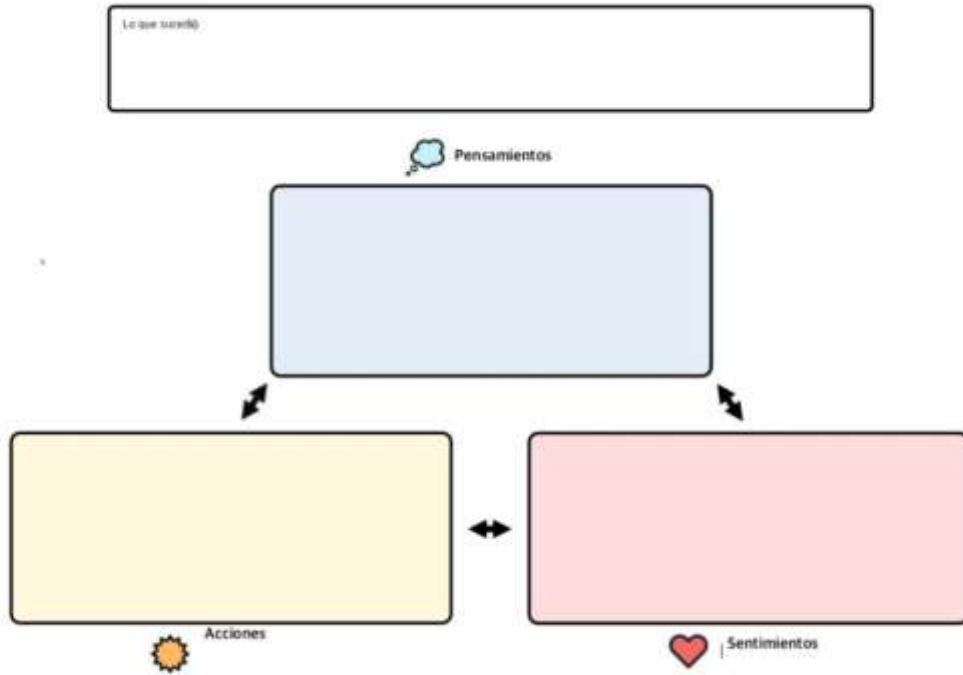 Lo que sucedió
Pensamientos
Acciones
Sentimientos